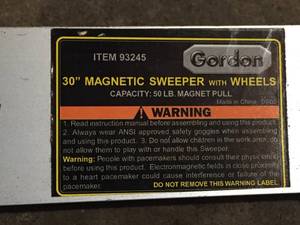 ITEM 93245
Gordon
30" MAGNETIC SWEEPER WITH WHEELS
CAPACITY: 50 LB. MAGNET PULL
Made in China
WARNING
1. Read instruction manual before assembling and using this product.
2. Always wear ANSI approved safety goggles when assembling
and using this product. 3. Do not allow children in the work area, do
not allow them to play with or handle this Sweeper.
Warning: People with pacemakers should consult their physician
before using this product. Electromagnetic fields in close proximity
to a heart pacemaker could cause interference or failure of the
pacemaker.
DO NOT REMOVE THIS WARNING LABEL